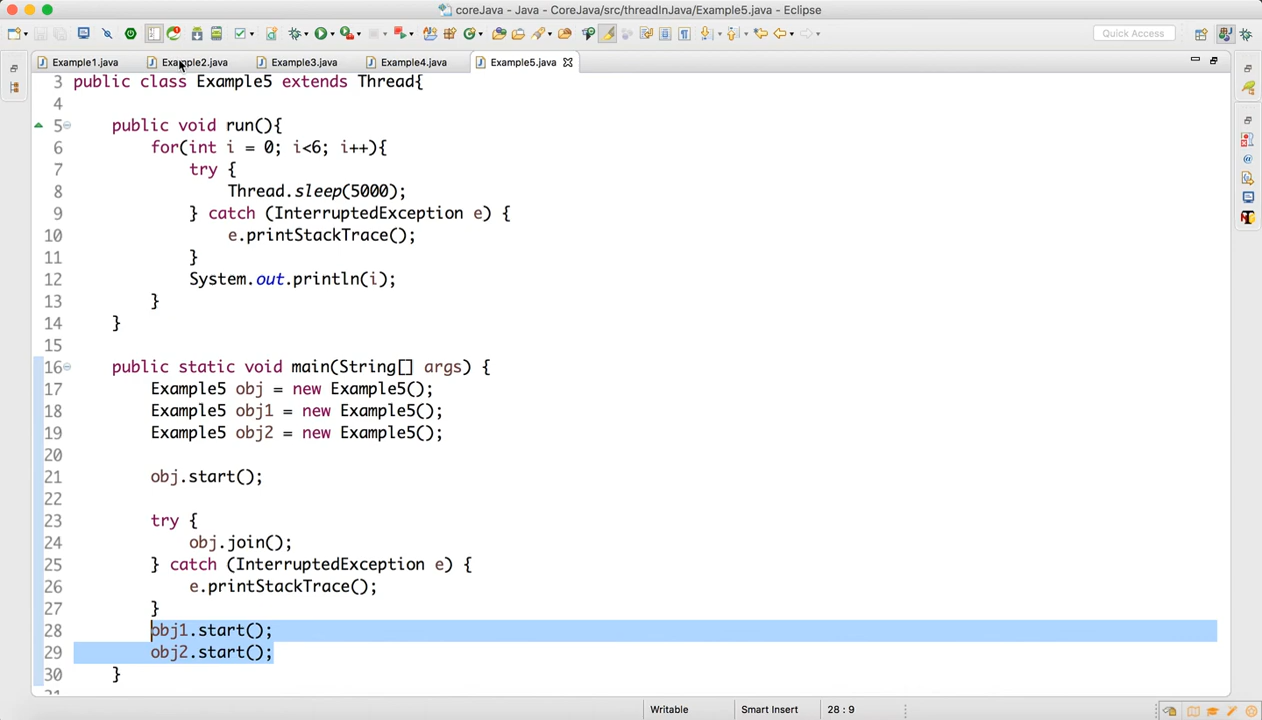 coreJava - Java - CoreJava/src/threadInJava/Example5.java - Eclipse
Quick Access
Example1.java Example2.java Example3.java Example4.java Example5.java
3 public class Example5 extends Thread{
4
5 public void run(){
6 for(int i = 0; i<6; i++){
7 try {
8 Thread.sleep(5000);
9 } catch (InterruptedException e) {
10 e.printStackTrace();
11 }
12 System.out.println(i);
13 }
14 }
15
16 public static void main(String[] args) {
17 Example5 obj = new Example5();
18 Example5 obj1 = new Example5();
19 Example5 obj2 = new Example5();
20
21 obj.start();
22
23 try {
24 obj.join();
25 } catch (InterruptedException e) {
26 e.printStackTrace();
27 }
28 obj1.start();
29 obj2.start();
30 }
31
Writable Smart Insert 28 : 9